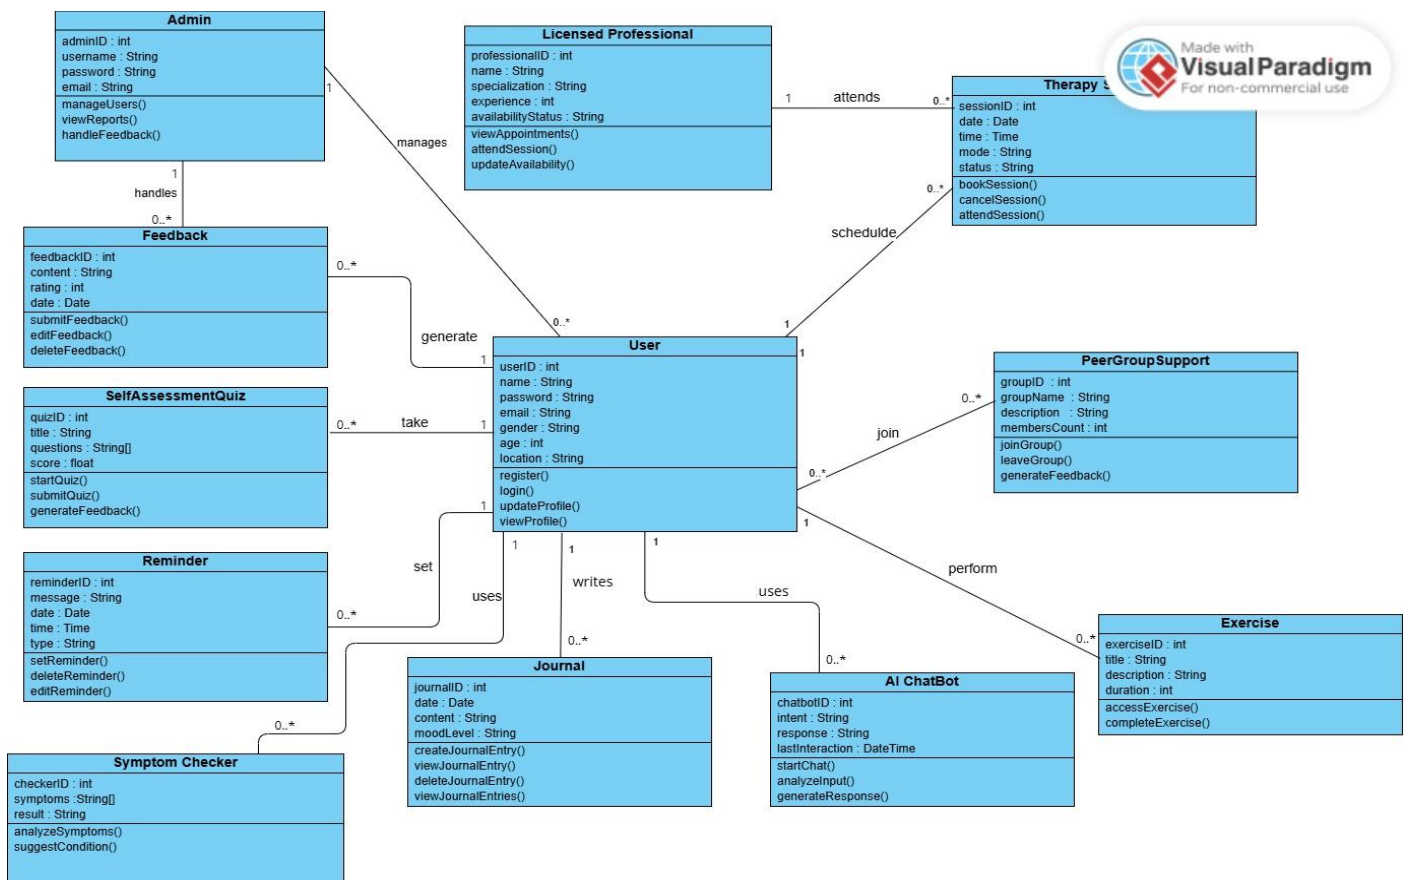 Admin
adminID : int
username : String
password : String
email : String
manageUsers()
viewReports()
handleFeedback()
1
manages
0..*
1
handles
0..*
Licensed Professional
professionalID : int
name : String
specialization : String
experience : int
availabilityStatus : String
viewAppointments()
attendSession()
updateAvailability()
1
attends
0..*
Made with
Visual Paradigm
For non-commercial use
Therapy S
sessionID : int
date : Date
time : Time
mode : String
status : String
bookSession()
cancelSession()
attendSession()
0..*
schedulde
1
1
Feedback
feedbackID : int
content : String
rating : int
date : Date
submitFeedback()
editFeedback()
deleteFeedback()
0..*
generate
1
User
userID : int
name : String
password : String
email : String
gender : String
age : int
location : String
register()
login()
updateProfile()
viewProfile()
PeerGroupSupport
groupID : int
groupName : String
description : String
membersCount : int
joinGroup()
leaveGroup()
generateFeedback()
0..*
join
0..*
SelfAssessmentQuiz
quizID : int
title : String
questions : String[]
score : float
startQuiz()
submitQuiz()
generateFeedback()
0..*
take
1
Reminder
reminderID : int
message : String
date : Date
time : Time
type : String
setReminder()
deleteReminder()
editReminder()
1
set
0..*
1
uses
0..*
1
writes
0..*
1
uses
0..*
1
perform
0..*
Exercise
exerciseID : int
title : String
description : String
duration : int
accessExercise()
completeExercise()
Journal
journalID : int
date : Date
content : String
moodLevel : String
createJournalEntry()
viewJournalEntry()
deleteJournalEntry()
viewJournalEntries()
AI ChatBot
chatbotID : int
intent : String
response : String
lastInteraction : DateTime
startChat()
analyzeInput()
generateResponse()
Symptom Checker
checkerID : int
symptoms :String[]
result : String
analyzeSymptoms()
suggestCondition()